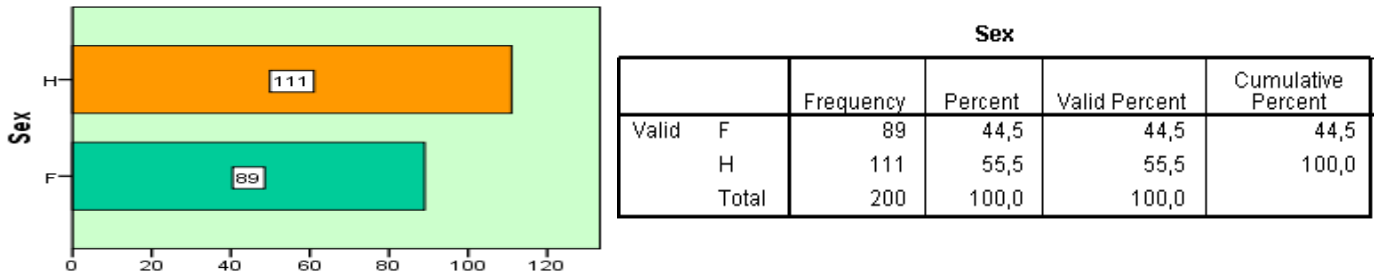 Sex
H
111
F
89
0 20 40 60 80 100 120
Sex
Frequency Percent Valid Percent Cumulative Percent
Valid F 89 44,5 44,5 44,5
H 111 55,5 55,5 100,0
Total 200 100,0 100,0